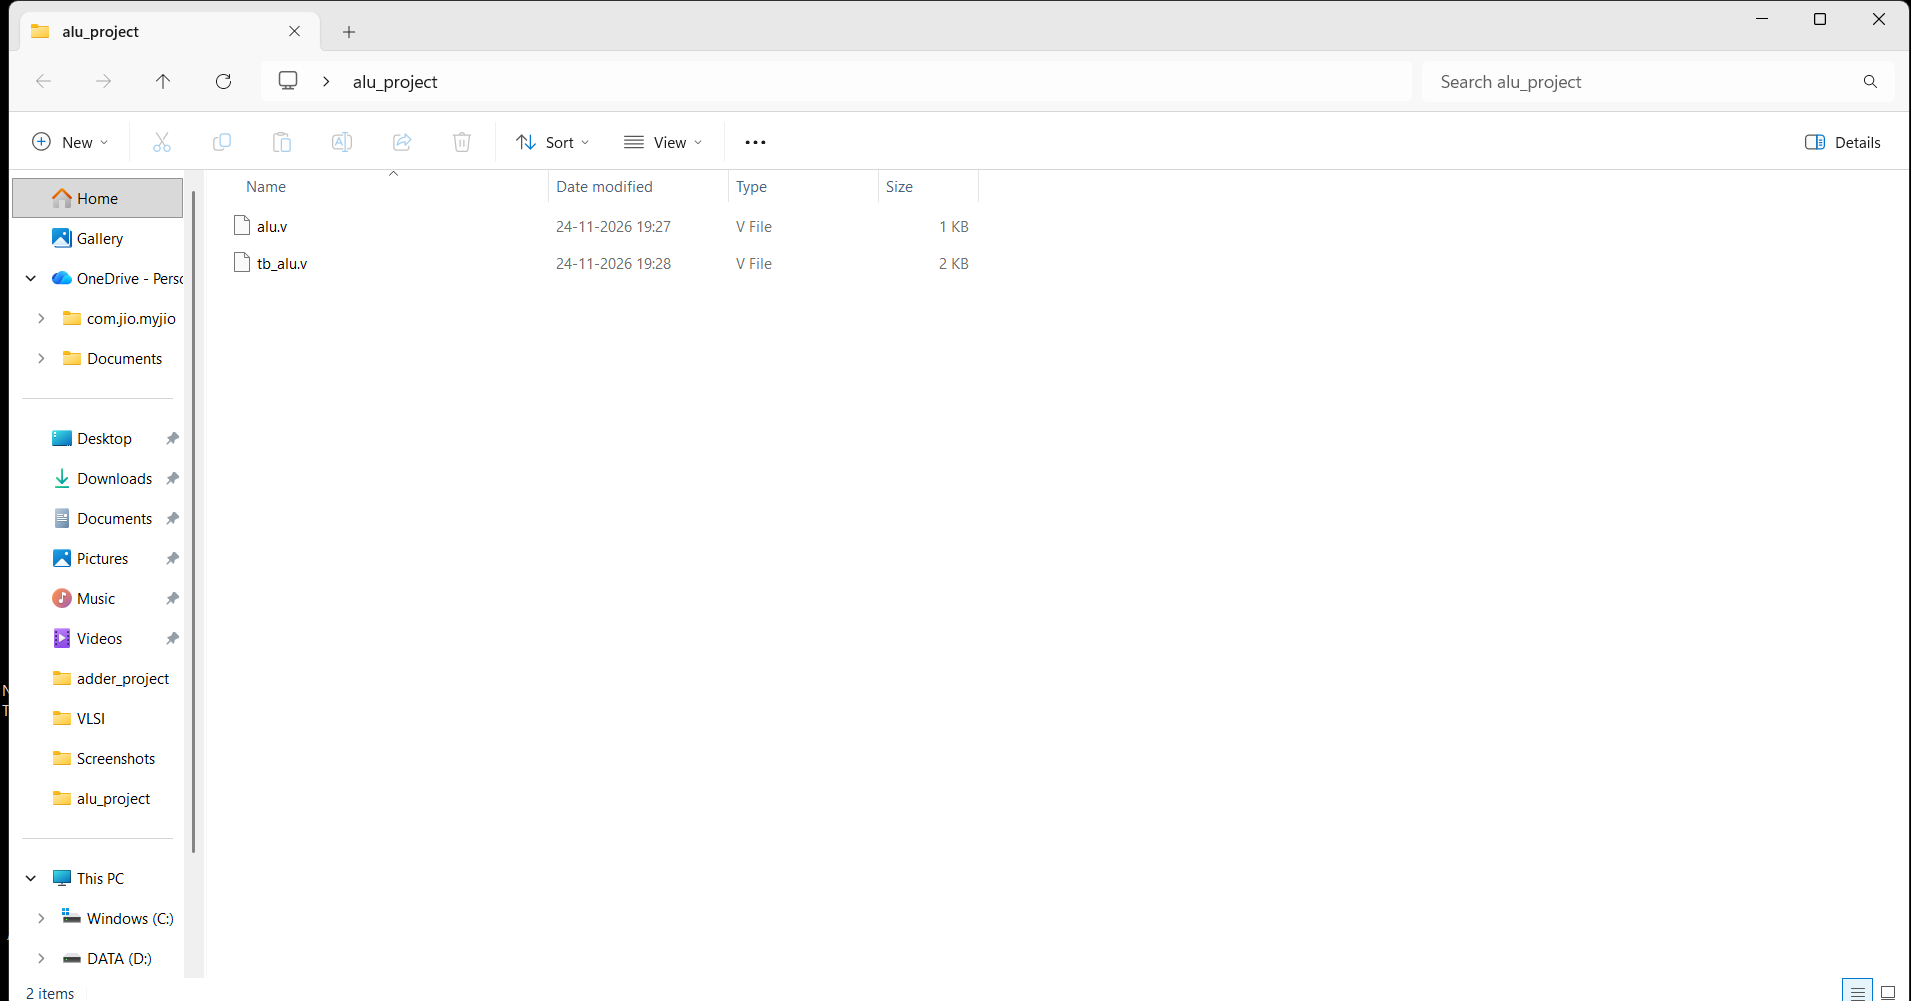 alu_project
alu_project
Search alu_project
New
Sort
View
Details
Name Date modified Type Size
alu.v 24-11-2026 19:27 V File 1 KB
tb_alu.v 24-11-2026 19:28 V File 2 KB
Home
Gallery
OneDrive - Perso
com.jio.myjio
Documents
Desktop
Downloads
Documents
Pictures
Music
Videos
adder_project
VLSI
Screenshots
alu_project
This PC
Windows (C:)
DATA (D:)
2 items